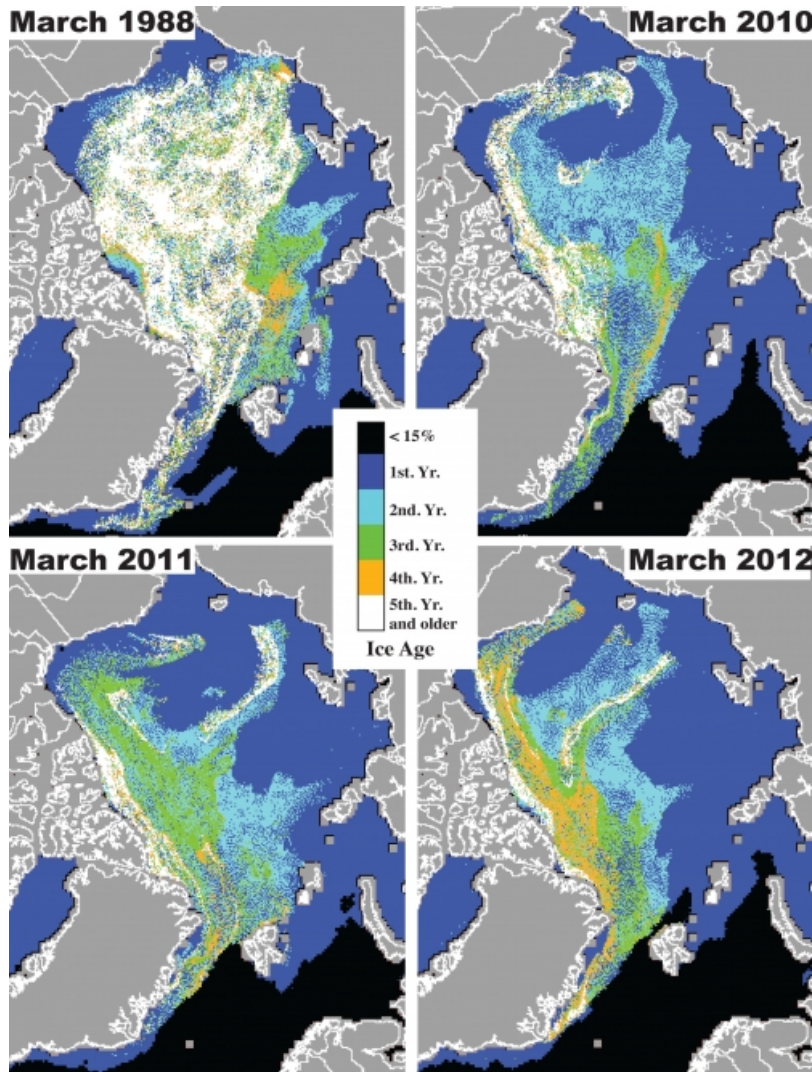 March 1988
March 2010
< 15%
1st. Yr.
2nd. Yr.
3rd. Yr.
4th. Yr.
5th. Yr.
and older
Ice Age
March 2011
March 2012